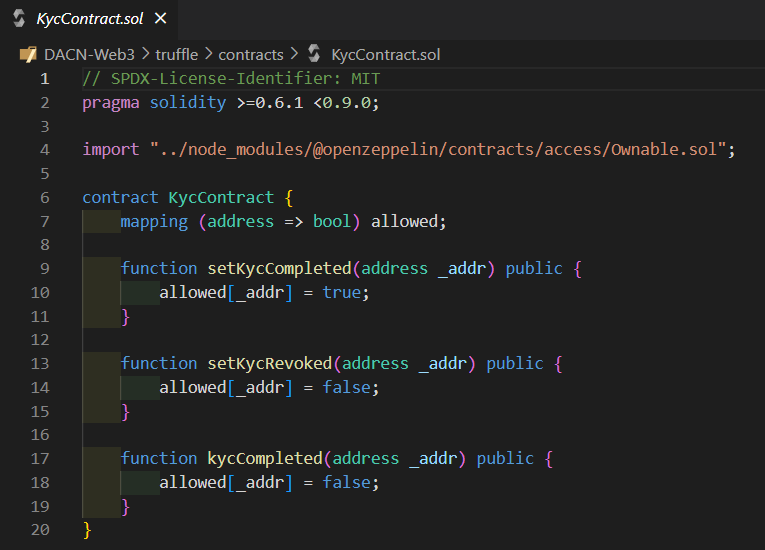 KycContract.sol ×
DACN-Web3 > truffle > contracts > KycContract.sol
1 // SPDX-License-Identifier: MIT
2 pragma solidity >=0.6.1 <0.9.0;
3
4 import "../node_modules/@openzeppelin/contracts/access/Ownable.sol";
5
6 contract KycContract {
7     mapping (address => bool) allowed;
8
9     function setKycCompleted(address _addr) public {
10         allowed[_addr] = true;
11     }
12
13     function setKycRevoked(address _addr) public {
14         allowed[_addr] = false;
15     }
16
17     function kycCompleted(address _addr) public {
18         allowed[_addr] = false;
19     }
20 }